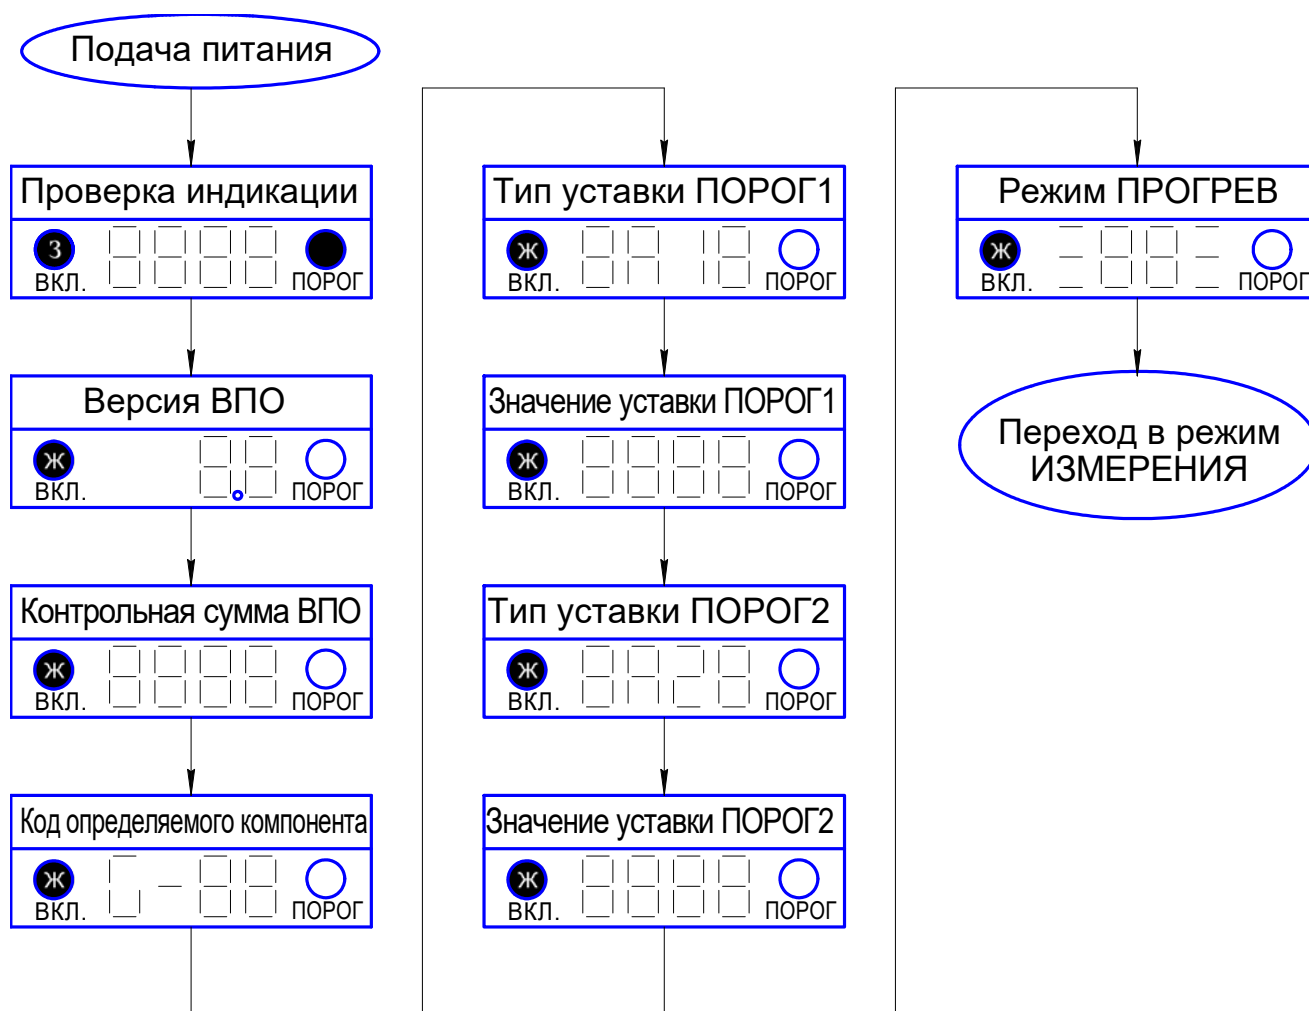 Подача питания
Проверка индикации
З
ВКЛ.
ПОРОГ
Версия ВПО
Ж
ВКЛ.
ПОРОГ
Контрольная сумма ВПО
Ж
ВКЛ.
ПОРОГ
Код определяемого компонента
Ж
ВКЛ.
ПОРОГ
Тип уставки ПОРОГ1
Ж
ВКЛ.
ПОРОГ
Значение уставки ПОРОГ1
Ж
ВКЛ.
ПОРОГ
Тип уставки ПОРОГ2
Ж
ВКЛ.
ПОРОГ
Значение уставки ПОРОГ2
Ж
ВКЛ.
ПОРОГ
Режим ПРОГРЕВ
Ж
ВКЛ.
ПОРОГ
Переход в режим
ИЗМЕРЕНИЯ